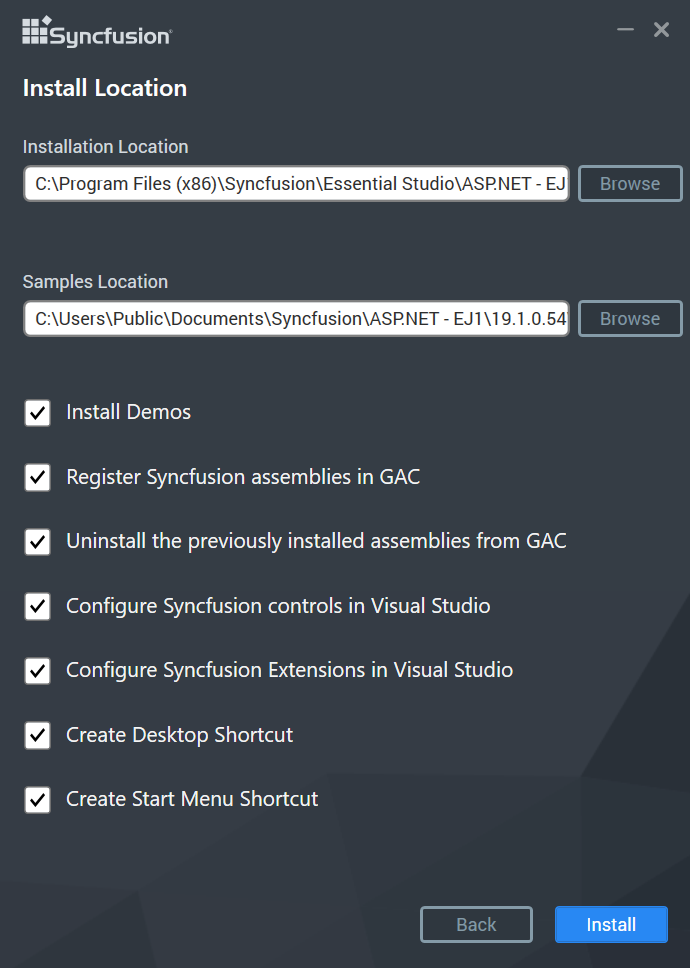 Syncfusion
Install Location
Installation Location
C:\Program Files (x86)\Syncfusion\Essential Studio\ASP.NET - EJ
Browse
Samples Location
C:\Users\Public\Documents\Syncfusion\ASP.NET - EJ1\19.1.0.54
Browse
Install Demos
Register Syncfusion assemblies in GAC
Uninstall the previously installed assemblies from GAC
Configure Syncfusion controls in Visual Studio
Configure Syncfusion Extensions in Visual Studio
Create Desktop Shortcut
Create Start Menu Shortcut
Back
Install